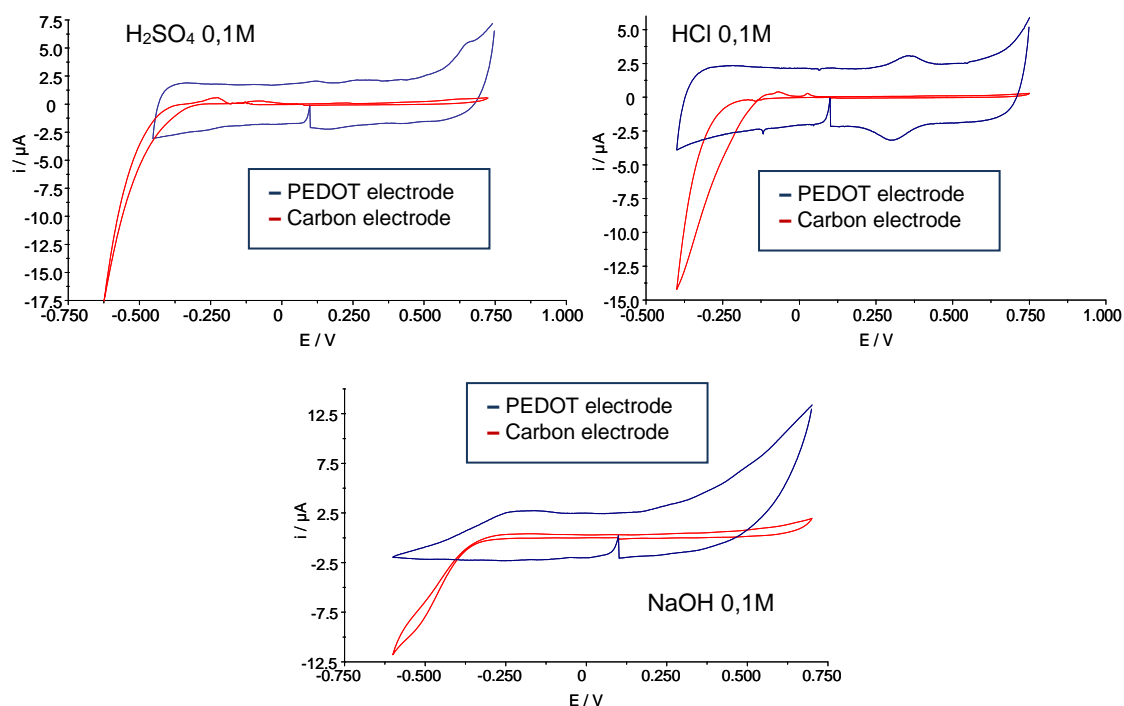 H₂SO₄ 0,1M
7.5
5.0
2.5
0
-2.5
-5.0
-7.5
-10.0
-12.5
-15.0
-17.5
i / µA
PEDOT electrode
Carbon electrode
-0.750 -0.500 -0.250 0 0.250 0.500 0.750 1.000
E / V
HCl 0,1M
5.0
2.5
0
-2.5
-5.0
-7.5
-10.0
-12.5
-15.0
i / µA
PEDOT electrode
Carbon electrode
-0.500 -0.250 0 0.250 0.500 0.750 1.000
E / V
PEDOT electrode
Carbon electrode
12.5
7.5
2.5
-2.5
-7.5
-12.5
i / µA
NaOH 0,1M
-0.750 -0.500 -0.250 0 0.250 0.500 0.750
E / V